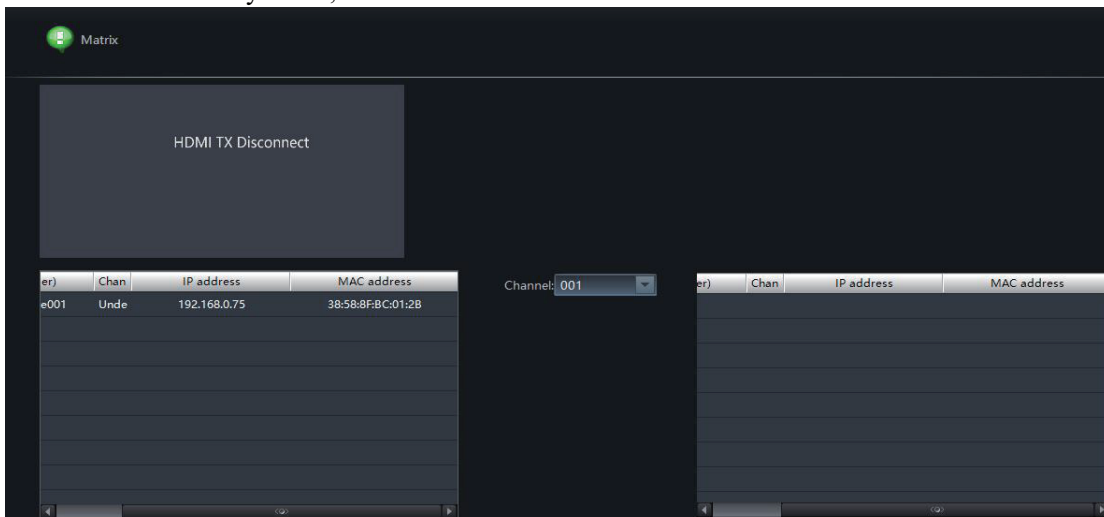 Matrix
HDMI TX Disconnect
er) Chan IP address MAC address
e001 Unde 192.168.0.75 38:58:8F:BC:01:2B
Channel: 001
er) Chan IP address MAC address